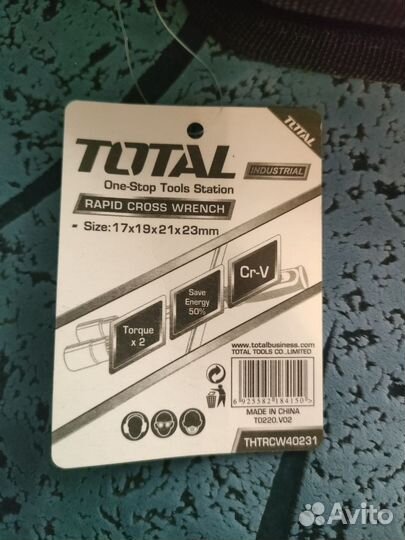 TOTAL
TOTAL
INDUSTRIAL
One-Stop Tools Station
RAPID CROSS WRENCH
- Size:17x19x21x23mm
Cr-V
Save
Energy
50%
Torque
x 2
www.totalbusiness.com
TOTAL TOOLS CO.,LIMITED
6 925582 184150 >
MADE IN CHINA
T0220.V02
THTRCW40231
Avito